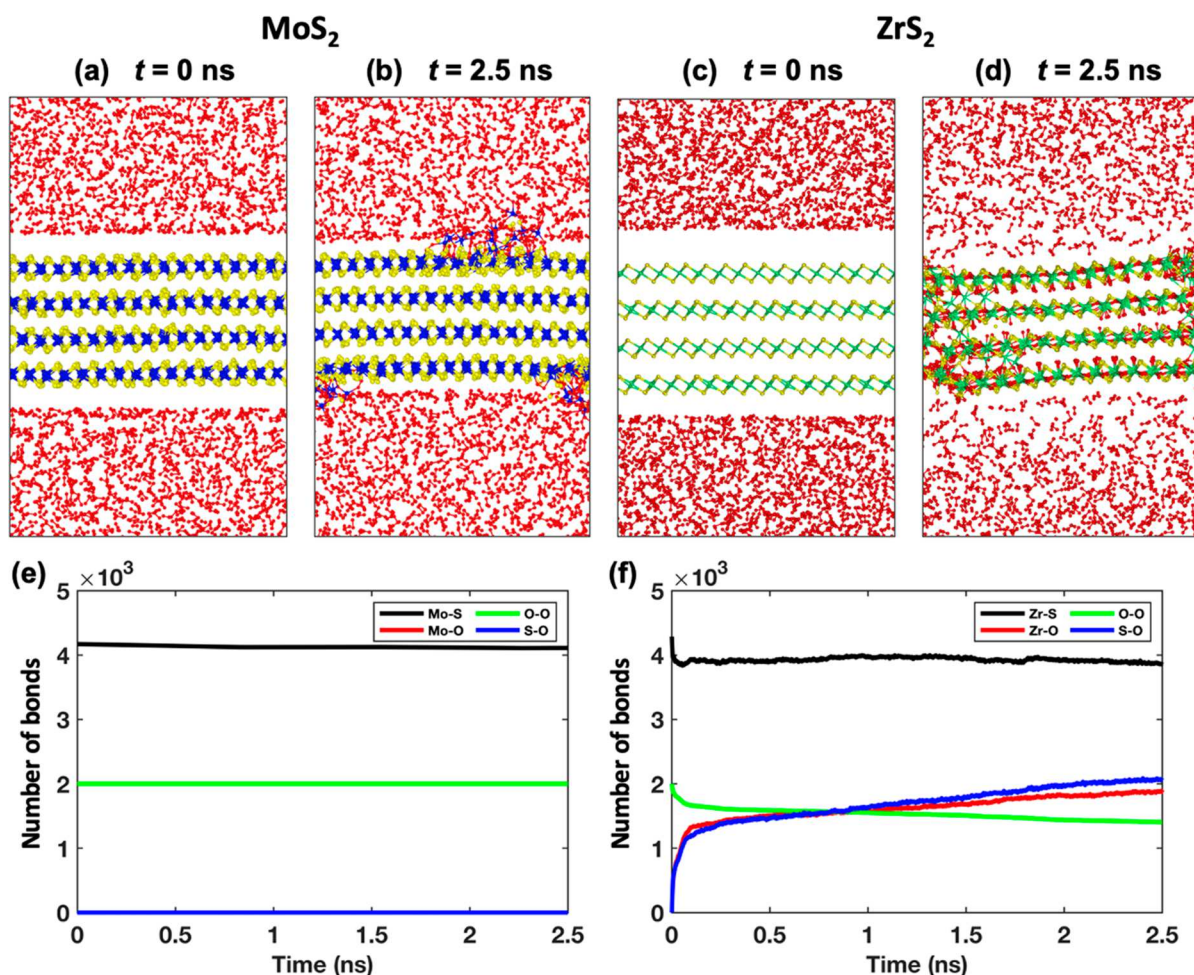 MoS₂ ZrS₂
(a) t = 0 ns (b) t = 2.5 ns (c) t = 0 ns (d) t = 2.5 ns
(e) ×10³
5
4
3
2
1
0
Number of bonds
Mo-S O-O
Mo-O S-O
0 0.5 1 1.5 2 2.5
Time (ns)
(f) ×10³
5
4
3
2
1
0
Number of bonds
Zr-S O-O
Zr-O S-O
0 0.5 1 1.5 2 2.5
Time (ns)